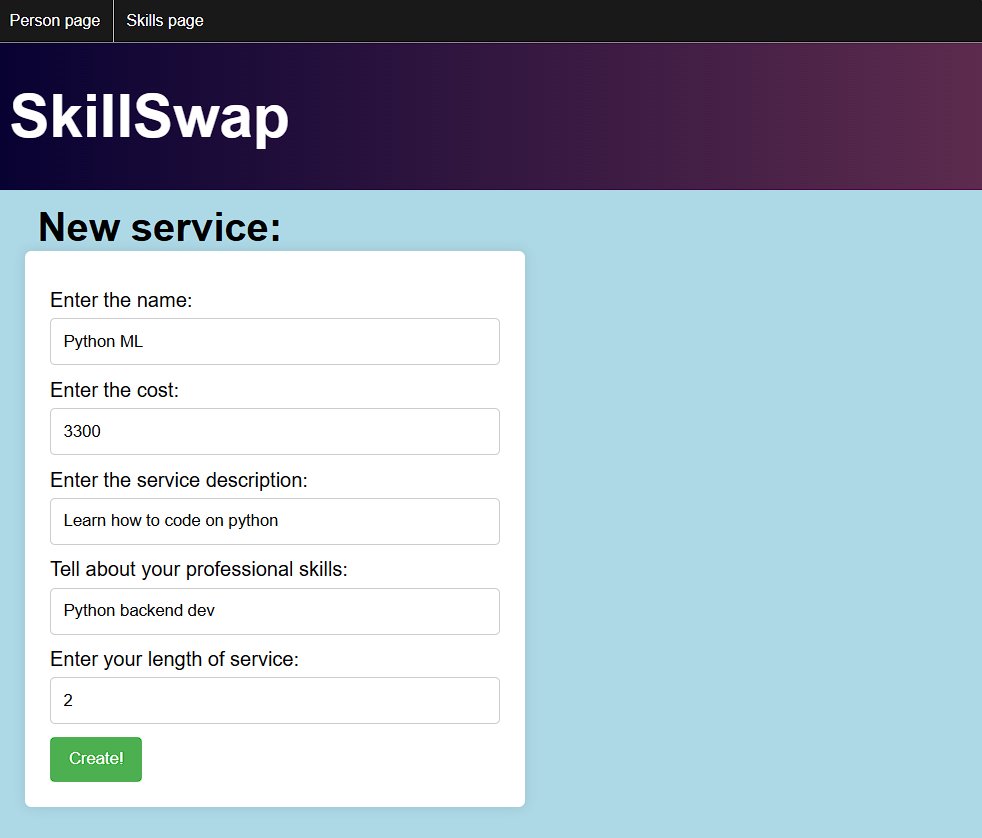 Person page
Skills page
SkillSwap
New service:
Enter the name:
Python ML
Enter the cost:
3300
Enter the service description:
Learn how to code on python
Tell about your professional skills:
Python backend dev
Enter your length of service:
2
Create!